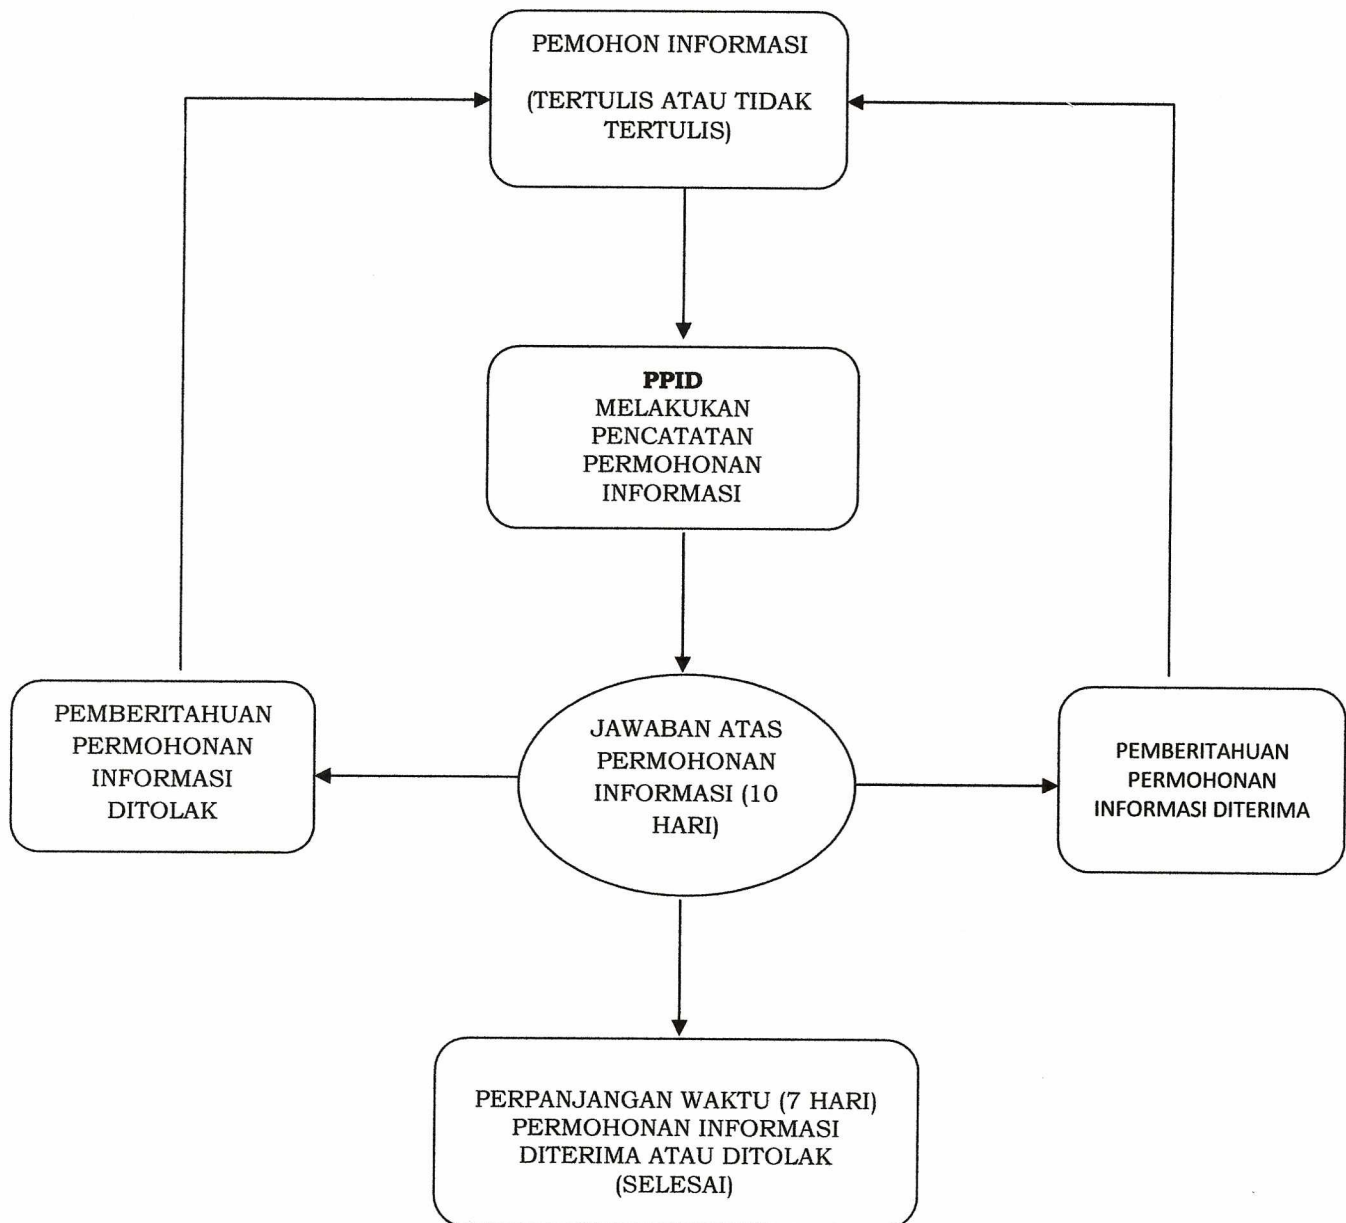 PEMOHON INFORMASI
(TERTULIS ATAU TIDAK
TERTULIS)
PPID
MELAKUKAN
PENCATATAN
PERMOHONAN
INFORMASI
PEMBERITAHUAN
PERMOHONAN
INFORMASI
DITOLAK
JAWABAN ATAS
PERMOHONAN
INFORMASI (10
HARI)
PEMBERITAHUAN
PERMOHONAN
INFORMASI DITERIMA
PERPANJANGAN WAKTU (7 HARI)
PERMOHONAN INFORMASI
DITERIMA ATAU DITOLAK
(SELESAI)